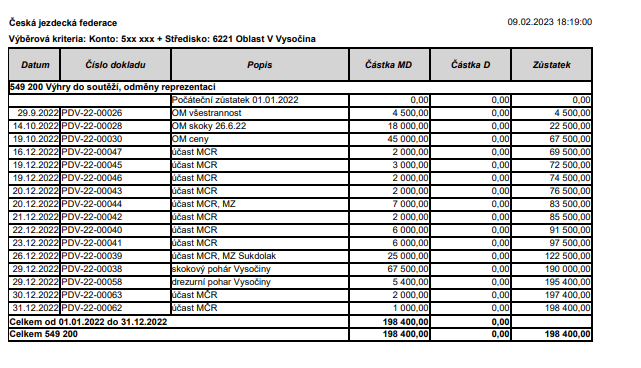 Česká jezdecká federace 09.02.2023 18:19:00
Výběrová kriteria: Konto: 5xx xxx + Středisko: 6221 Oblast V Vysočina
Datum Číslo dokladu Popis Částka MD Částka D Zůstatek
549 200 Výhry do soutěží, odměny reprezentaci
Počáteční zůstatek 01.01.2022 0,00 0,00 0,00
29.9.2022 PDV-22-00026 OM všestrannost 4 500,00 0,00 4 500,00
14.10.2022 PDV-22-00028 OM skoky 26.6.22 18 000,00 0,00 22 500,00
19.10.2022 PDV-22-00030 OM ceny 45 000,00 0,00 67 500,00
16.12.2022 PDV-22-00047 účast MCR 2 000,00 0,00 69 500,00
19.12.2022 PDV-22-00045 účast MCR 3 000,00 0,00 72 500,00
19.12.2022 PDV-22-00046 účast MCR 2 000,00 0,00 74 500,00
20.12.2022 PDV-22-00043 účast MCR 2 000,00 0,00 76 500,00
20.12.2022 PDV-22-00044 účast MCR, MZ 7 000,00 0,00 83 500,00
21.12.2022 PDV-22-00042 účast MCR 2 000,00 0,00 85 500,00
22.12.2022 PDV-22-00040 účast MCR 6 000,00 0,00 91 500,00
23.12.2022 PDV-22-00041 účast MCR 6 000,00 0,00 97 500,00
26.12.2022 PDV-22-00039 účast MCR, MZ Sukdolak 25 000,00 0,00 122 500,00
29.12.2022 PDV-22-00038 skokový pohár Vysočiny 67 500,00 0,00 190 000,00
29.12.2022 PDV-22-00058 drezurní pohar Vysočiny 5 400,00 0,00 195 400,00
30.12.2022 PDV-22-00063 účast MČR 2 000,00 0,00 197 400,00
31.12.2022 PDV-22-00062 účast MČR 1 000,00 0,00 198 400,00
Celkem od 01.01.2022 do 31.12.2022 198 400,00 0,00
Celkem 549 200 198 400,00 0,00 198 400,00